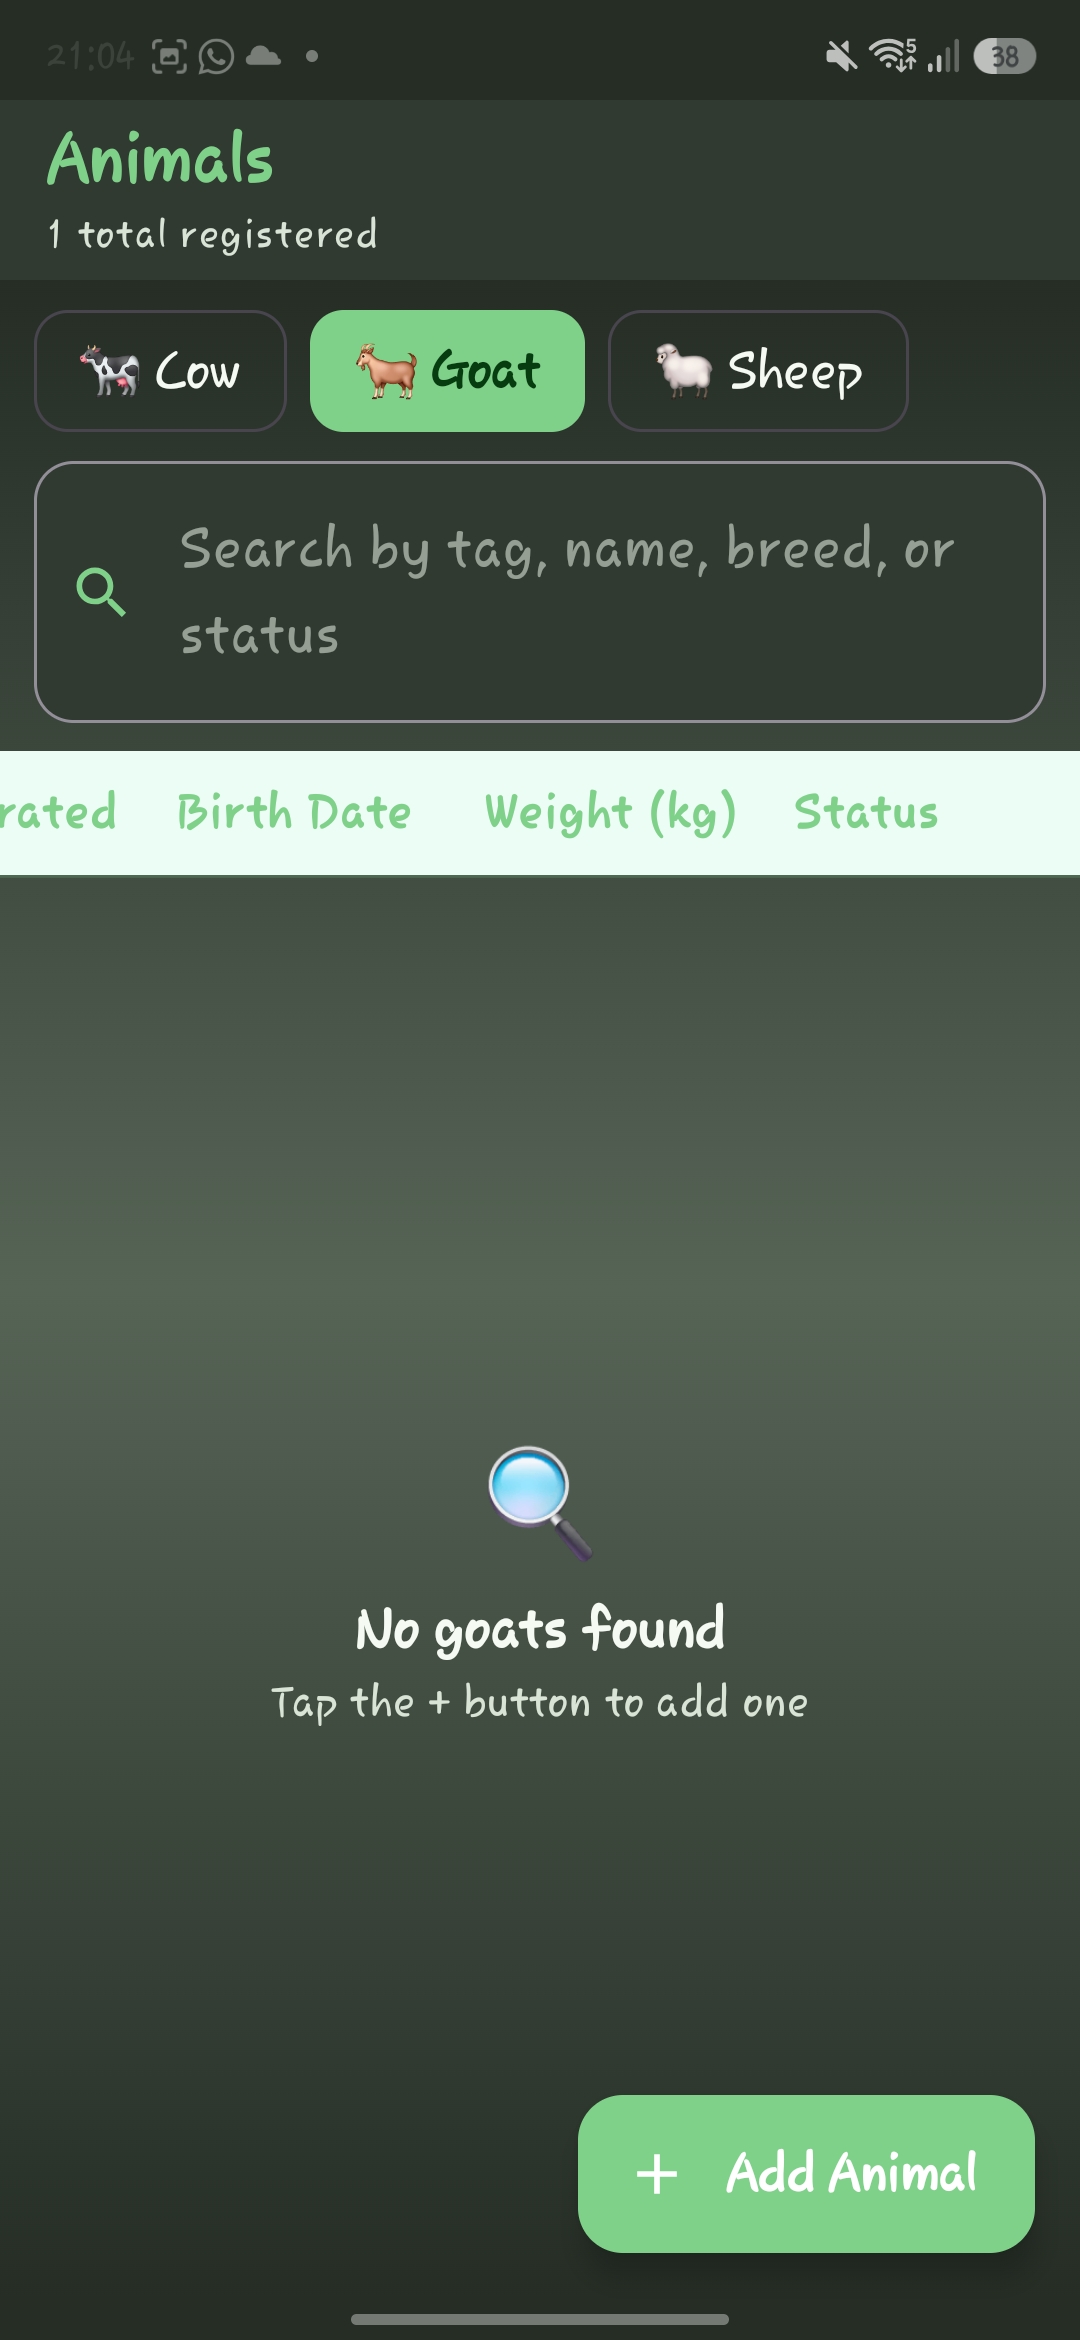 21:04
5
38
Animals
1 total registered
Cow
Goat
Sheep
Search by tag, name, breed, or
status
rated Birth Date Weight (kg) Status
No goats found
Tap the + button to add one
+ Add Animal